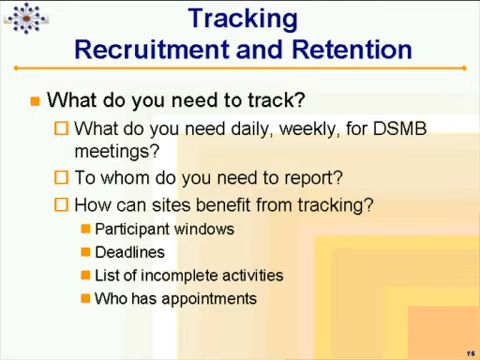 Tracking
Recruitment and Retention
What do you need to track?
What do you need daily, weekly, for DSMB
meetings?
To whom do you need to report?
How can sites benefit from tracking?
Participant windows
Deadlines
List of incomplete activities
Who has appointments
75